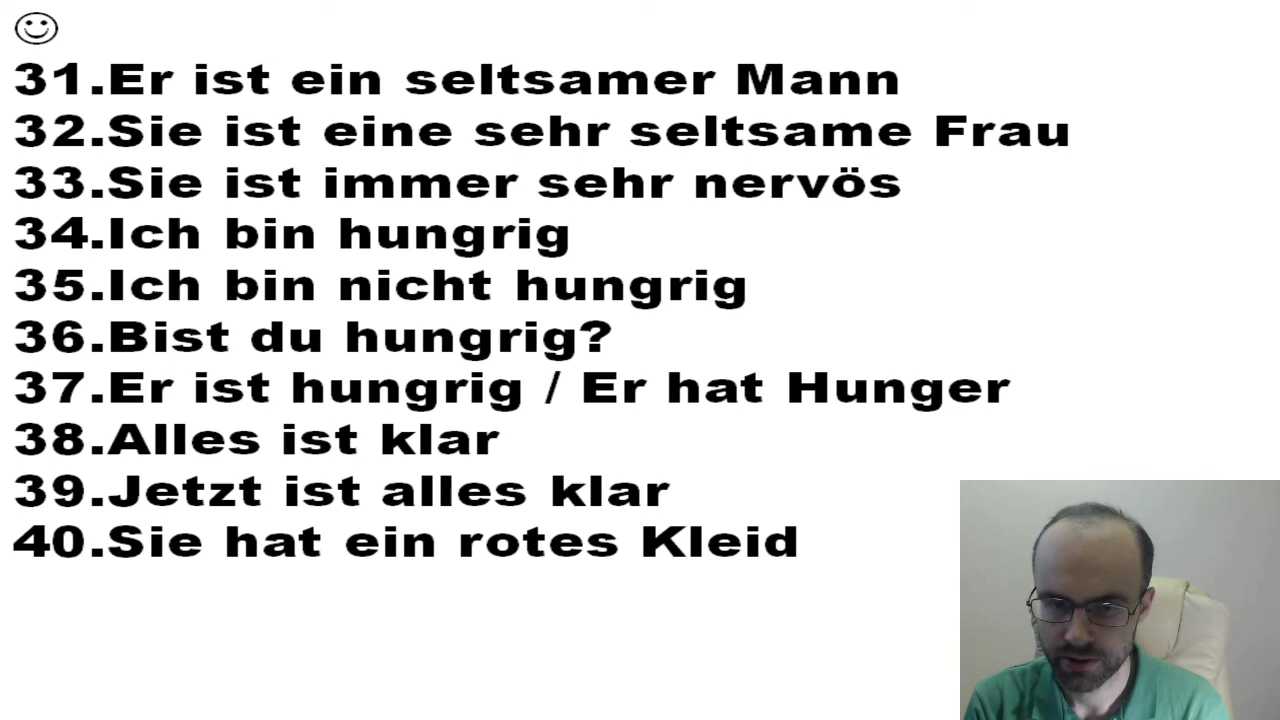 31.Er ist ein seltsamer Mann
32.Sie ist eine sehr seltsame Frau
33.Sie ist immer sehr nervös
34.Ich bin hungrig
35.Ich bin nicht hungrig
36.Bist du hungrig?
37.Er ist hungrig / Er hat Hunger
38.Alles ist klar
39.Jetzt ist alles klar
40.Sie hat ein rotes Kleid